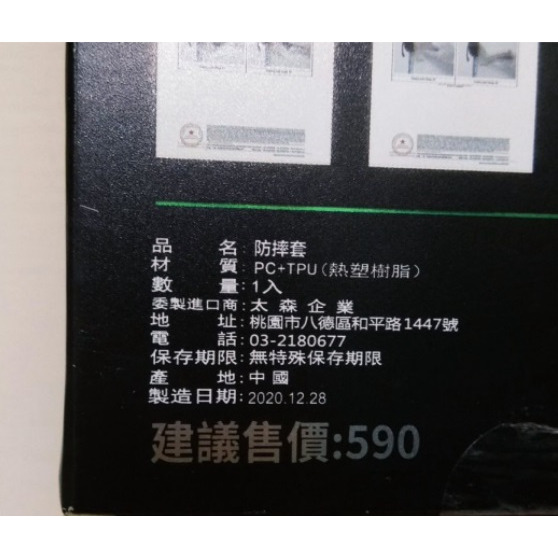 品 名: 防摔套
材 質: PC+TPU(熱塑樹脂)
數 量: 1入
委製進口商: 太森企業
地 址: 桃園市八德區和平路1447號
電 話: 03-2180677
保存期限: 無特殊保存期限
產 地: 中國
製造日期: 2020.12.28
建議售價:590